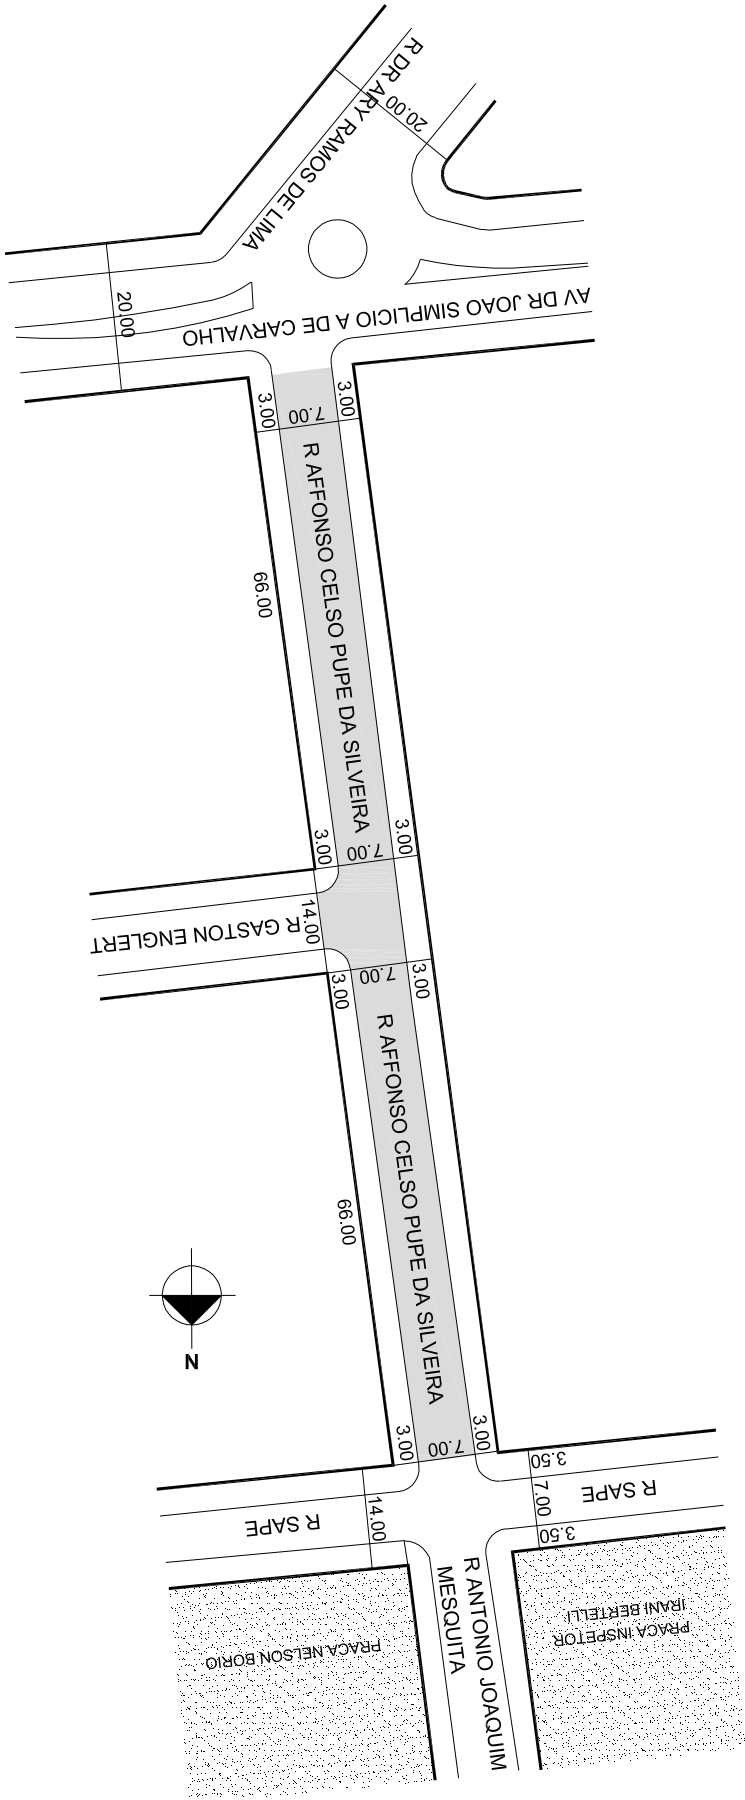 R DR ARY RAMOS DE LIMA
20.00
20.00
AV DR JOAO SIMPLICIO A DE CARVALHO
3.00
7.00
3.00
R AFFONSO CELSO PUPE DA SILVEIRA
66.00
3.00
7.00
3.00
14.00
R GASTON ENGLERT
3.00
7.00
3.00
R AFFONSO CELSO PUPE DA SILVEIRA
66.00
N
3.00
7.00
3.00
3.50
7.00
3.50
R SAPE
14.00
R SAPE
R ANTONIO JOAQUIM
MESQUITA
PRACA NELSON BORIO
PRACA INSPETOR
IRANI BERTELLI